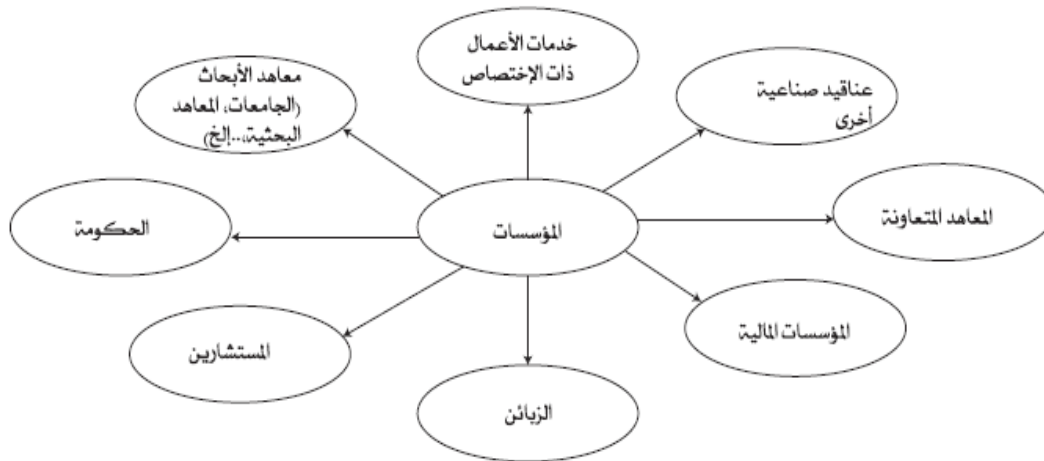 خدمات الأعمال
ذات الإختصاص
عناقيد صناعية
أخرى
معاهد الأبحاث
(الجامعات، المعاهد
البحثية،..إلخ)
المعاهد المتعاونة
المؤسسات
الحكومة
المؤسسات المالية
المستشارين
الزبائن